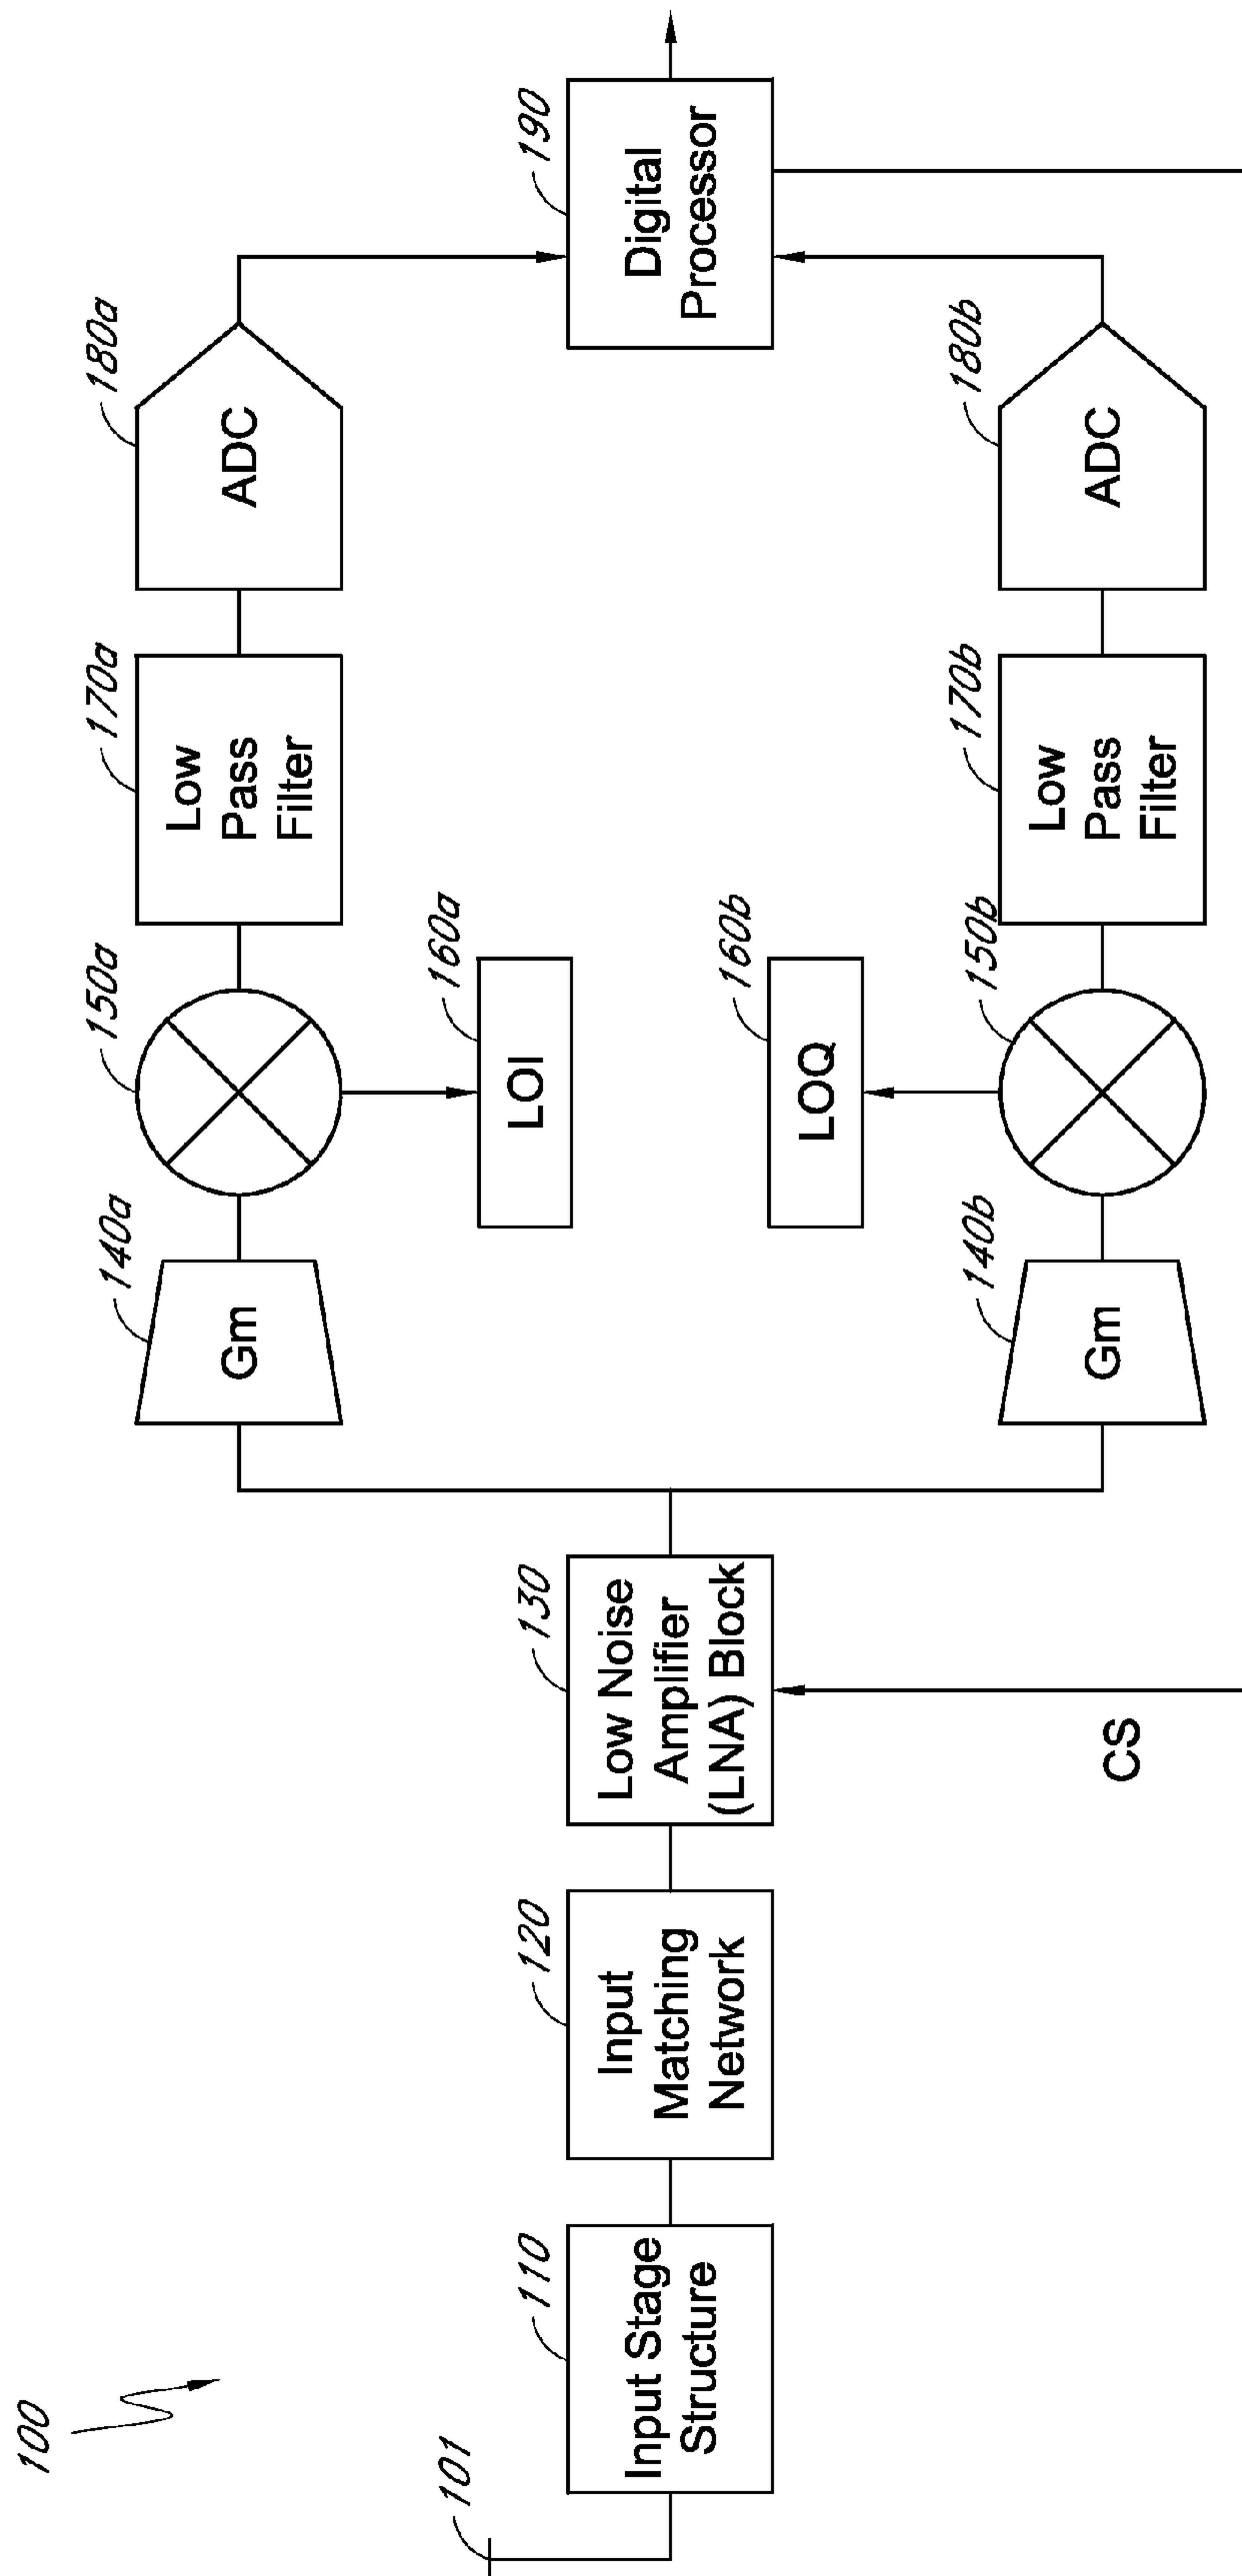 100
101
110
Input Stage
Structure
120
Input
Matching
Network
130
Low Noise
Amplifier
(LNA) Block
CS
140a
Gm
150a
160a
LOI
170a
Low
Pass
Filter
180a
ADC
140b
Gm
150b
160b
LOQ
170b
Low
Pass
Filter
180b
ADC
190
Digital
Processor